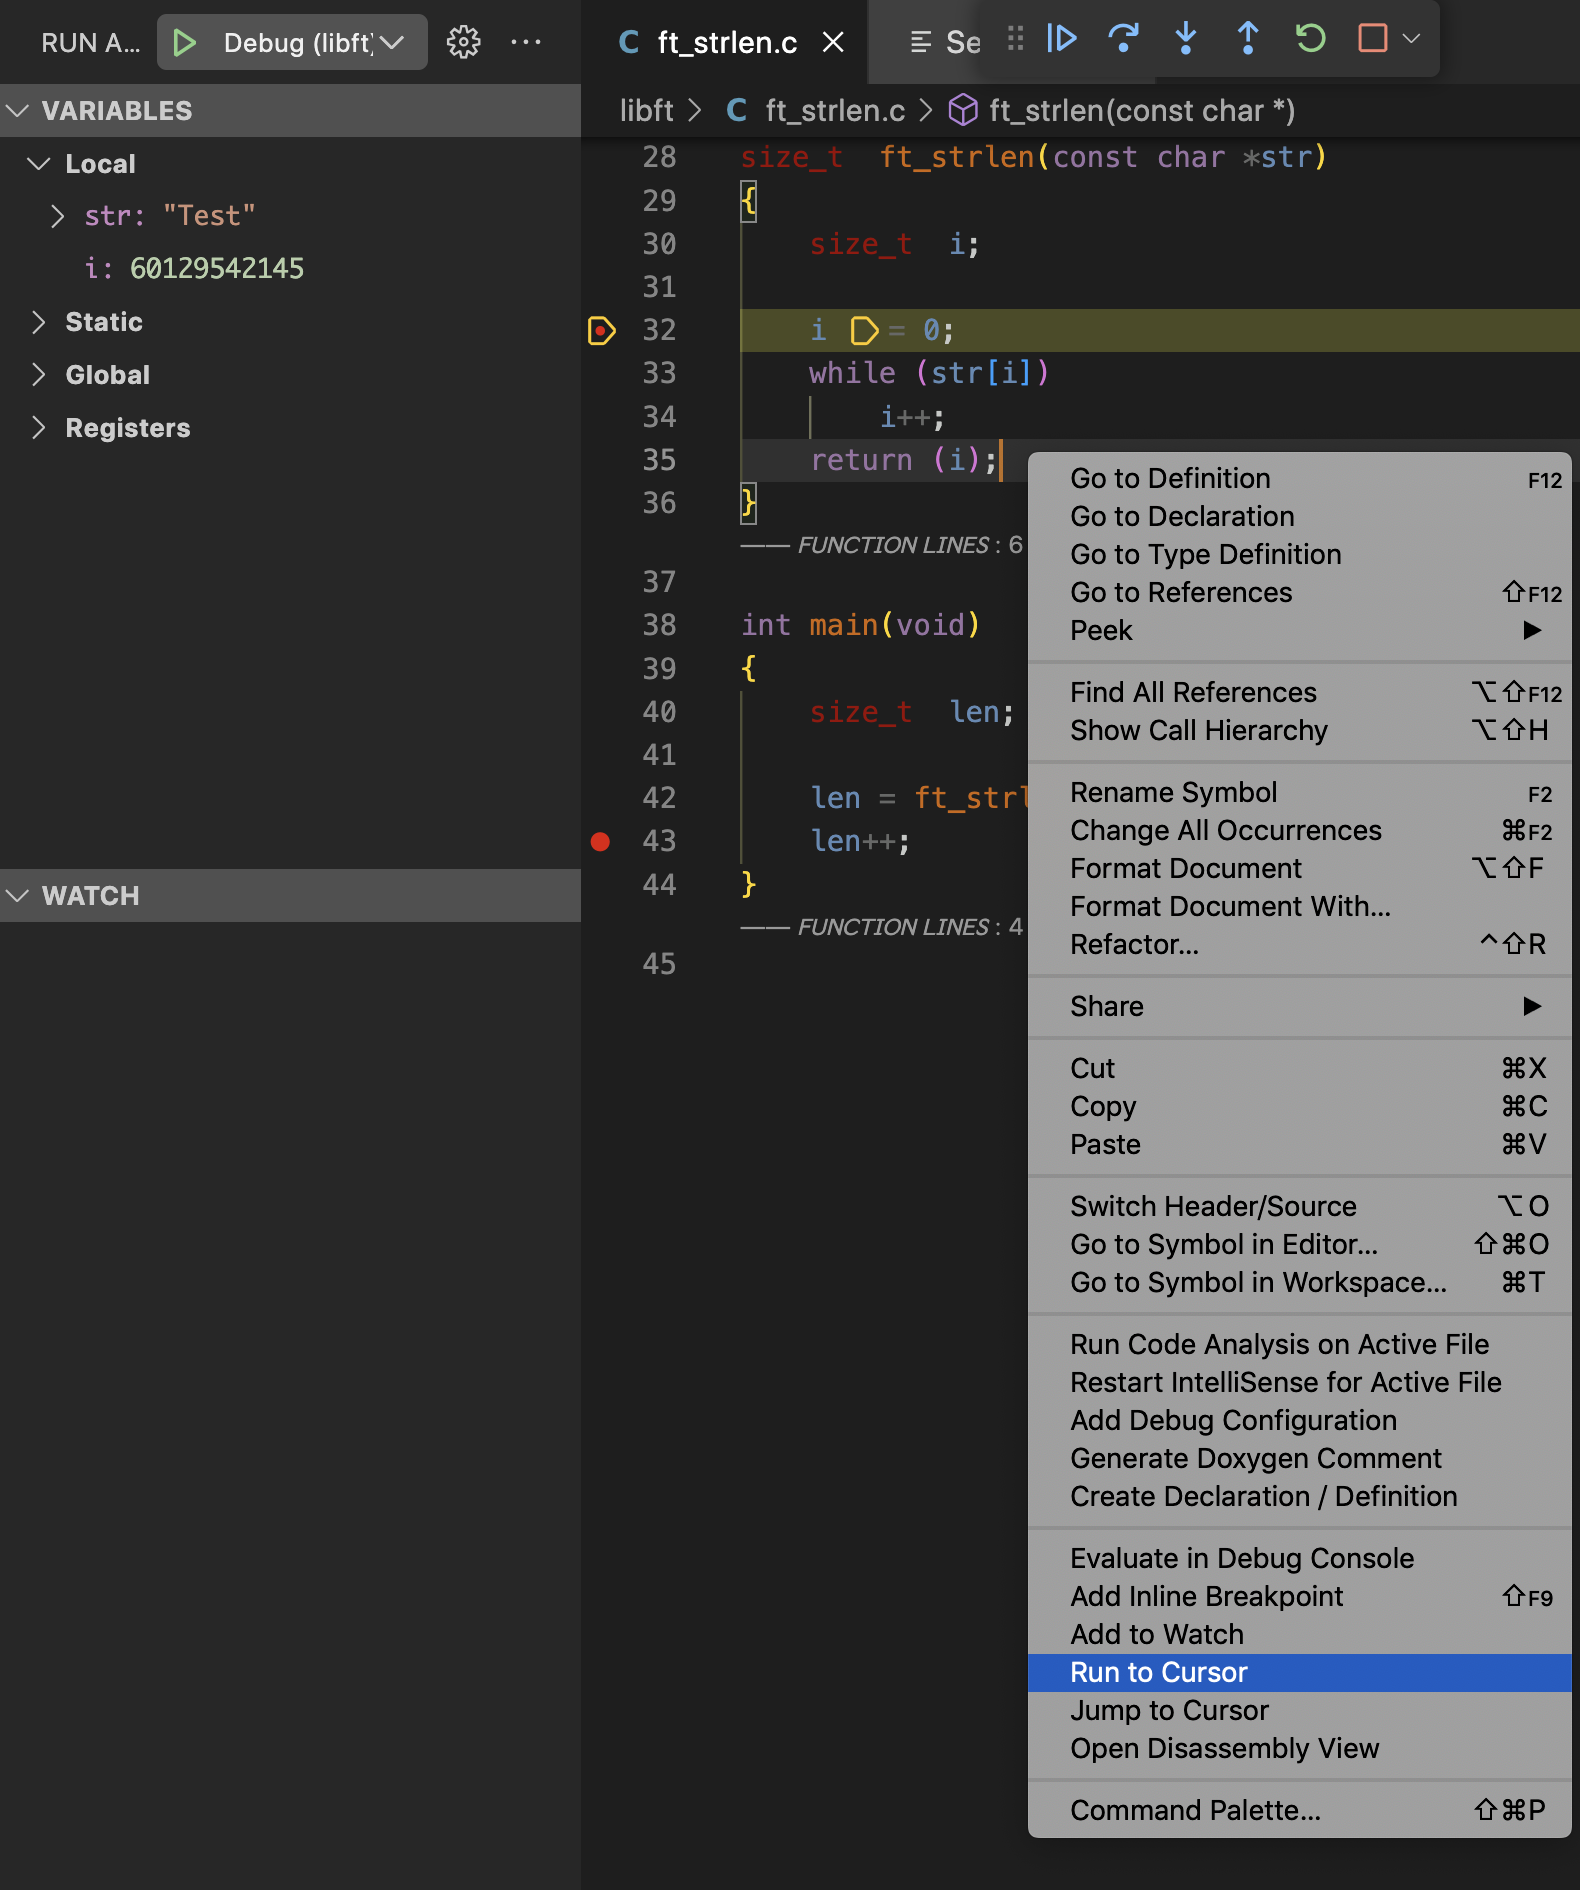 RUN A... Debug (libft) ...
VARIABLES
Local
str: "Test"
i: 60129542145
Static
Global
Registers
WATCH
C ft_strlen.c Se
libft > C ft_strlen.c > ft_strlen(const char *)
28 size_t ft_strlen(const char *str)
29 {
30 size_t i;
31
32 i = 0;
33 while (str[i])
34 i++;
35 return (i);
36 }
—— FUNCTION LINES : 6
37
38 int main(void)
39 {
40 size_t len;
41
42 len = ft_strl
43 len++;
44 }
—— FUNCTION LINES : 4
45
Go to Definition F12
Go to Declaration
Go to Type Definition
Go to References ⇧F12
Peek
Find All References ⌥⇧F12
Show Call Hierarchy ⌥⇧H
Rename Symbol F2
Change All Occurrences ⌘F2
Format Document ⌥⇧F
Format Document With...
Refactor... ^⇧R
Share
Cut ⌘X
Copy ⌘C
Paste ⌘V
Switch Header/Source ⌥O
Go to Symbol in Editor... ⇧⌘O
Go to Symbol in Workspace... ⌘T
Run Code Analysis on Active File
Restart IntelliSense for Active File
Add Debug Configuration
Generate Doxygen Comment
Create Declaration / Definition
Evaluate in Debug Console
Add Inline Breakpoint ⇧F9
Add to Watch
Run to Cursor
Jump to Cursor
Open Disassembly View
Command Palette... ⇧⌘P